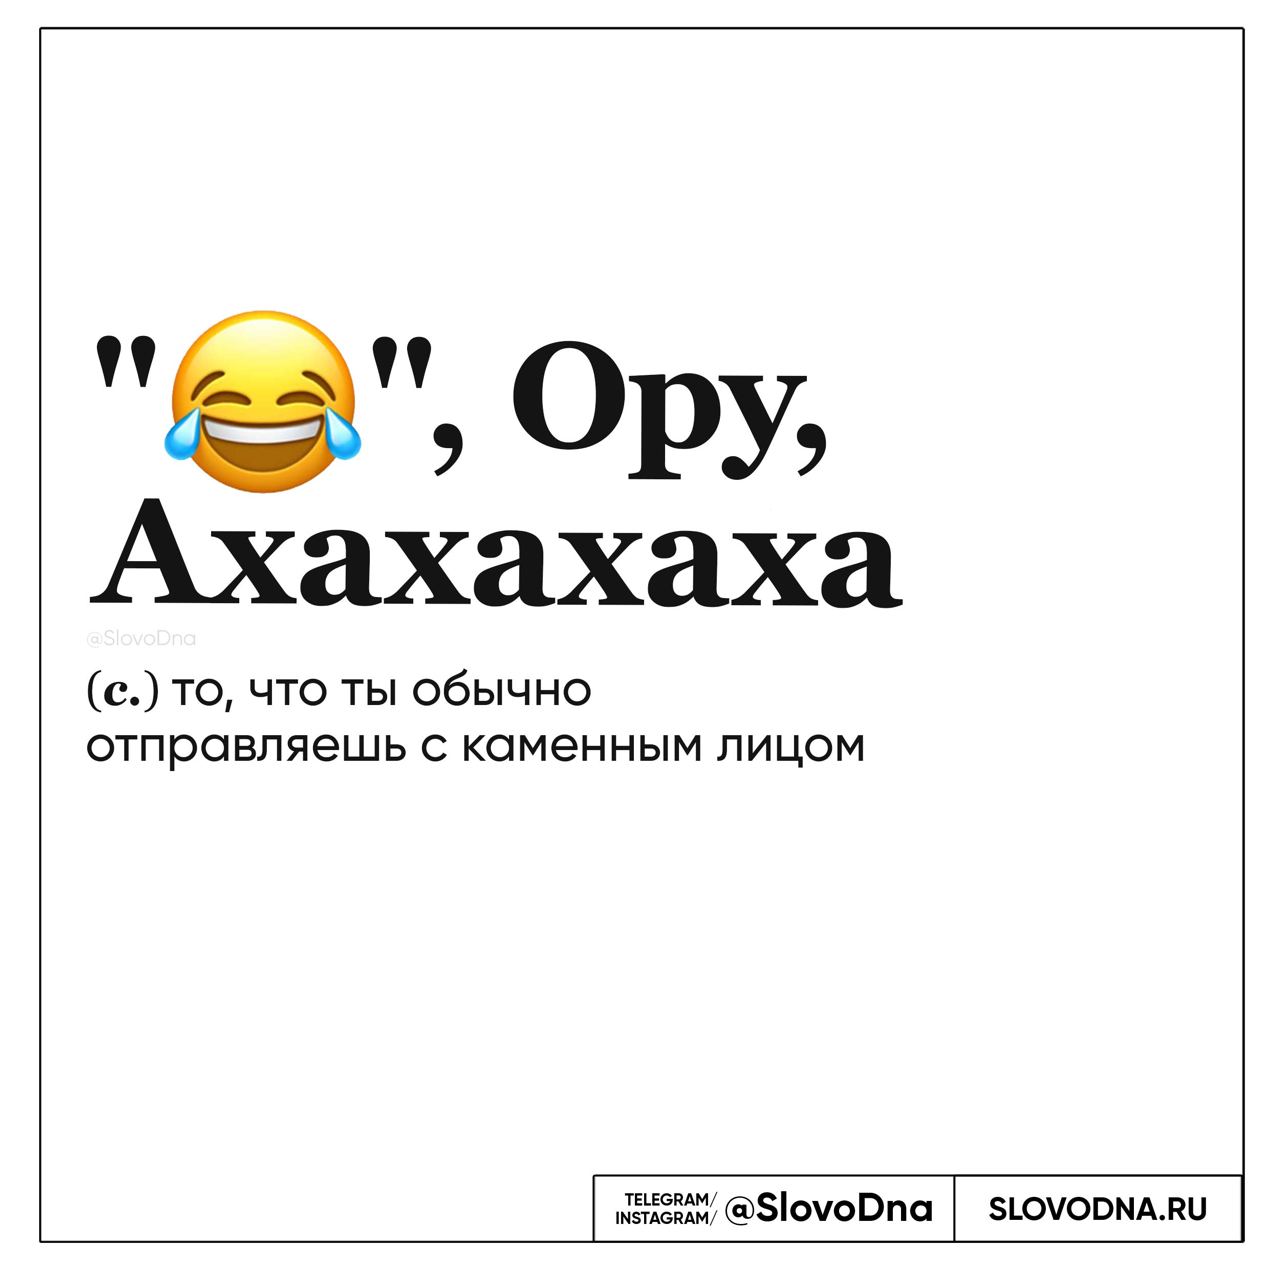 "😂", Ору,
Ахахахаха
@SlovoDna
(с.) то, что ты обычно
отправляешь с каменным лицом
TELEGRAM/
INSTAGRAM/ @SlovoDna
SLOVODNA.RU